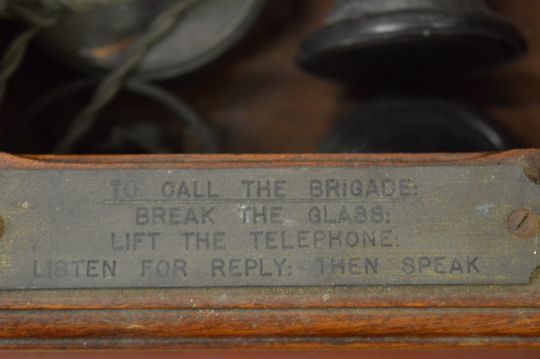 TO CALL THE BRIGADE:
BREAK THE GLASS:
LIFT THE TELEPHONE:
LISTEN FOR REPLY: THEN SPEAK